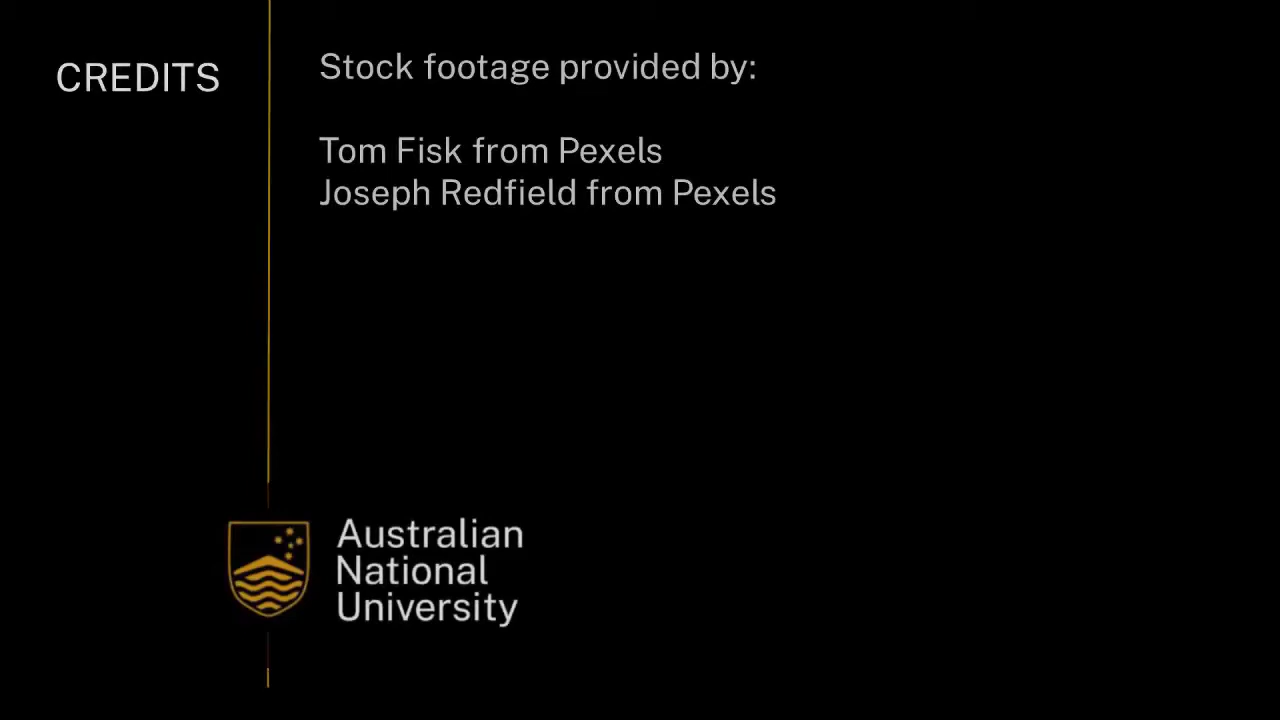 CREDITS
Stock footage provided by:
Tom Fisk from Pexels
Joseph Redfield from Pexels
Australian
National
University